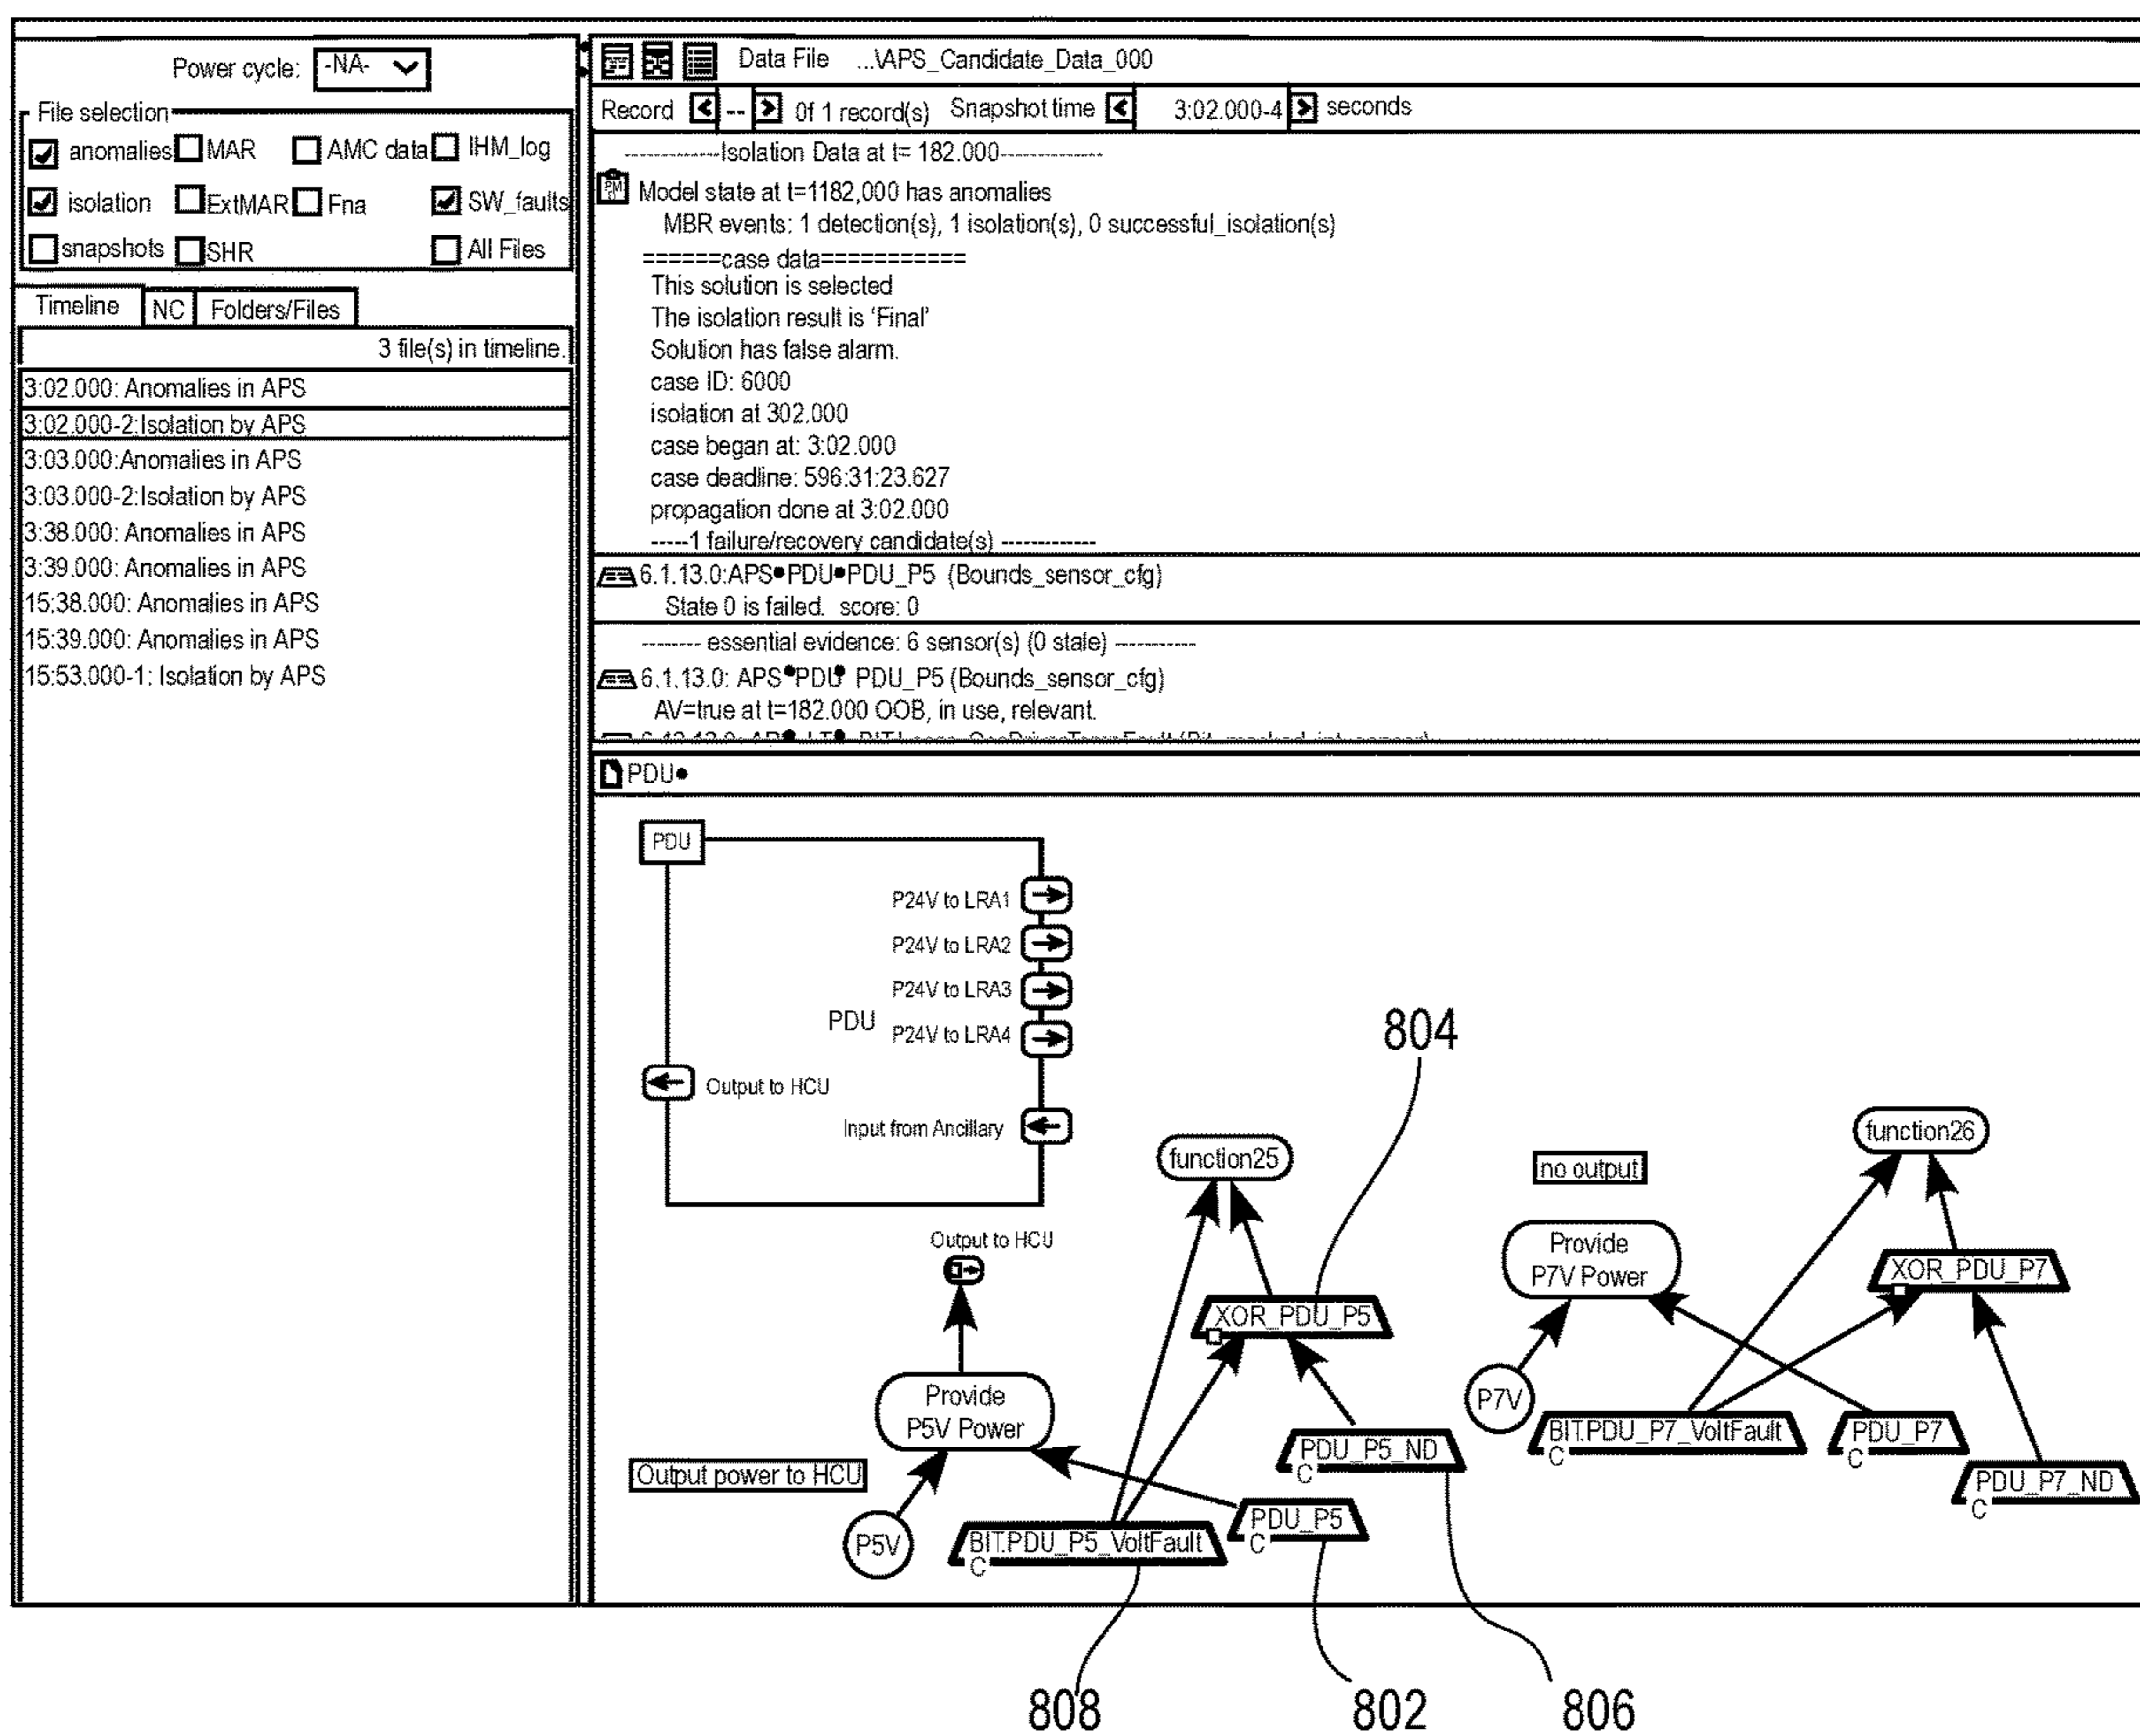 Power cycle: -NA-
File selection
anomalies MAR AMC data IHM_log
isolation ExtMAR Fna SW_faults
snapshots SHR All Files
Timeline NC Folders/Files
3 file(s) in timeline.
3:02.000: Anomalies in APS
3:02.000-2:Isolation by APS
3:03.000:Anomalies in APS
3:03.000-2:Isolation by APS
3:38.000: Anomalies in APS
3:39.000: Anomalies in APS
15:38.000: Anomalies in APS
15:39.000: Anomalies in APS
15:53.000-1: Isolation by APS
Data File ...\APS_Candidate_Data_000
Record -- 0f 1 record(s) Snapshot time 3:02.000-4 seconds
------------Isolation Data at t= 182.000-------------
Model state at t=1182,000 has anomalies
MBR events: 1 detection(s), 1 isolation(s), 0 successful_isolation(s)
======case data===========
This solution is selected
The isolation result is 'Final'
Solution has false alarm.
case ID: 6000
isolation at 302.000
case began at: 3:02.000
case deadline: 596:31:23.627
propagation done at 3:02.000
-----1 failure/recovery candidate(s) ------------
6.1.13.0:APS•PDU•PDU_P5 (Bounds_sensor_cfg)
State 0 is failed. score: 0
-------- essential evidence: 6 sensor(s) (0 stale) ----------
6.1.13.0: APS•PDU• PDU_P5 (Bounds_sensor_cfg)
AV=true at t=182.000 OOB, in use, relevant.
PDU•
PDU
P24V to LRA1
P24V to LRA2
P24V to LRA3
PDU
P24V to LRA4
Output to HCU
Input from Ancillary
804
function25
function26
no output
Output to HCU
Provide
P7V Power
XOR_PDU_P7
XOR_PDU_P5
Provide
P5V Power
P7V
BIT.PDU_P7_VoltFault
C
PDU_P7
C
PDU_P5_ND
C
Output power to HCU
PDU_P7_ND
C
PDU_P5
C
P5V
BIT.PDU_P5_VoltFault
C
808
802
806